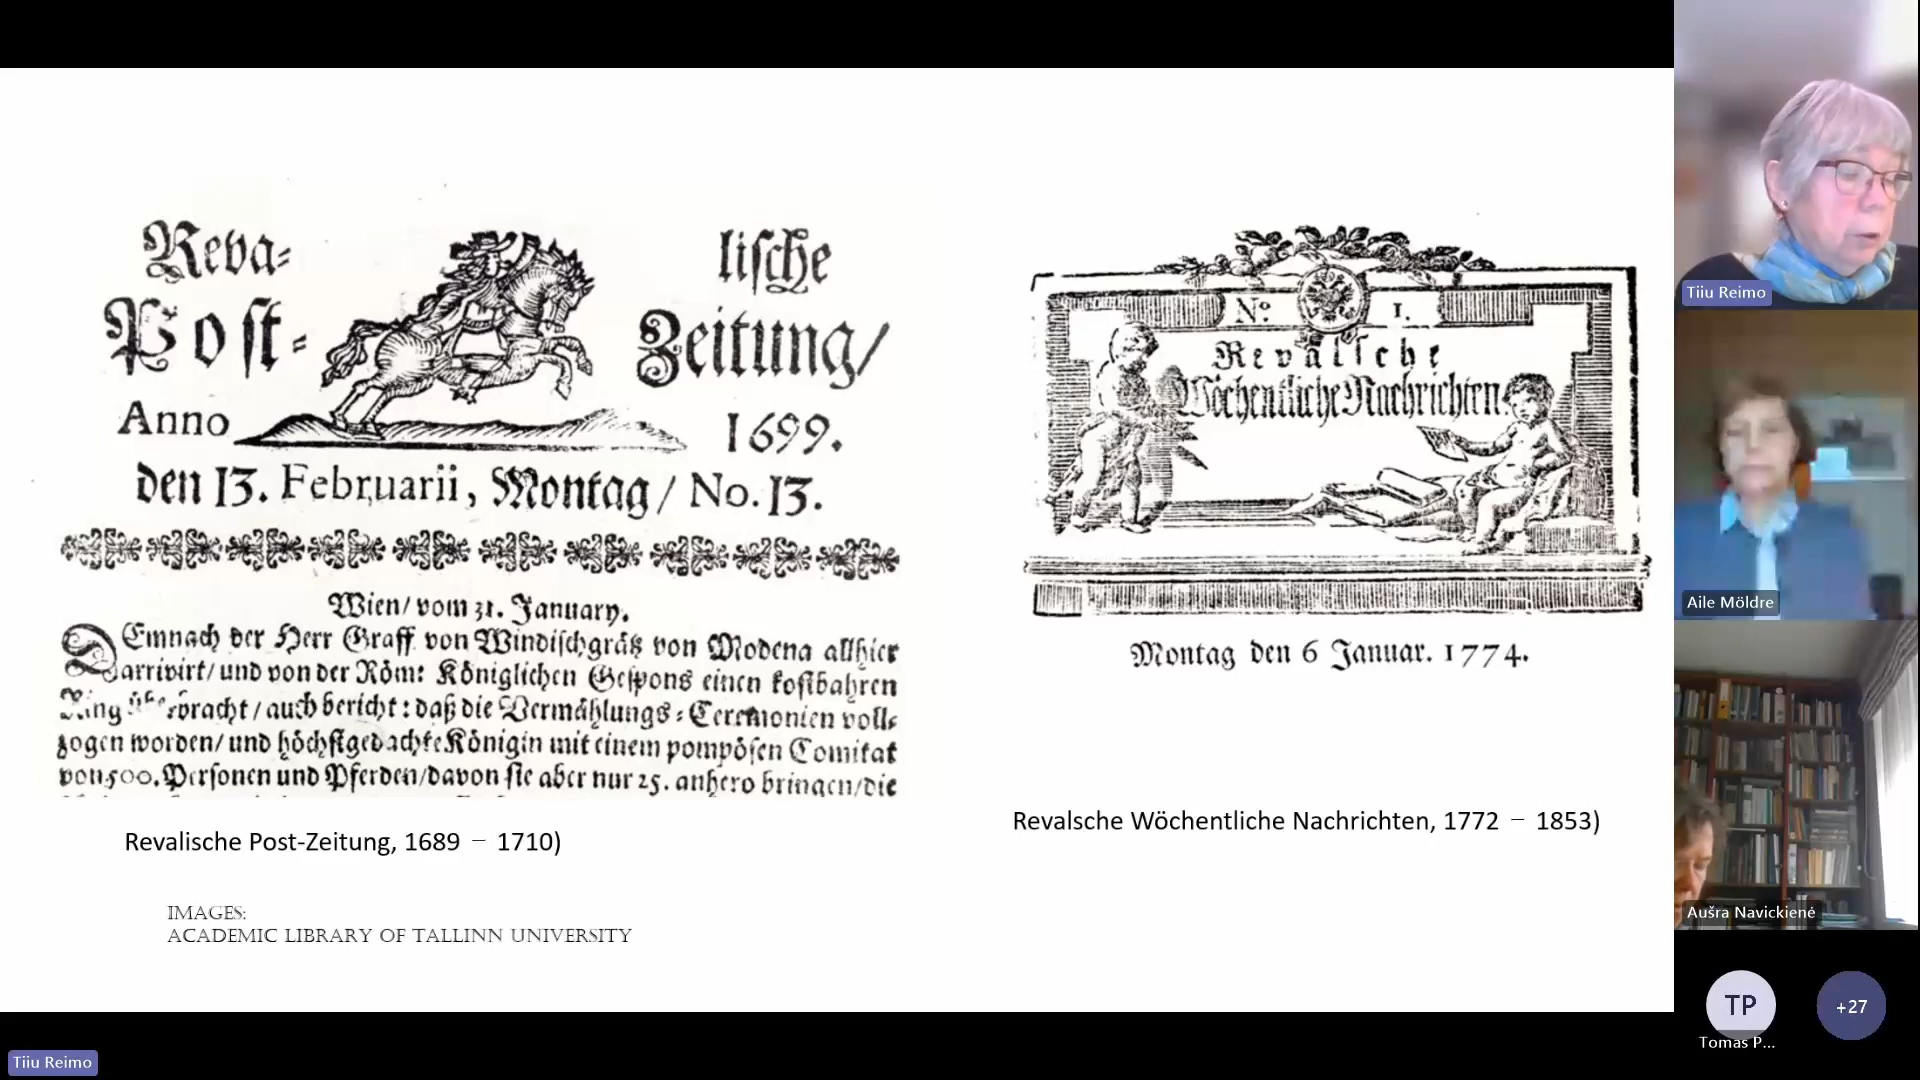 Reva⸗ lische
Post⸗ Zeitung/
Anno 1699.
den 13. Februarii, Montag/ No. 13.
Wien/ vom 31. January.
DEmnach der Herr Graff von Windischgrätz von Modena allhier
arrivirt/ und von der Röm: Königlichen Gespons einen kostbahren
Ring überbracht/ auch bericht: daß die Vermählungs⸗Ceremonien voll⸗
zogen worden/ und höchstgedachte Königin mit einem pompösen Comitat
von 500. Personen und Pferden/ davon sie aber nur 25. anhero bringen/ die
Revalische Post-Zeitung, 1689 – 1710)
IMAGES:
ACADEMIC LIBRARY OF TALLINN UNIVERSITY
No. 1.
Revalsche
Wöchentliche Nachrichten.
Montag den 6 Januar. 1774.
Revalsche Wöchentliche Nachrichten, 1772 – 1853)
Tiiu Reimo
Aile Möldre
Aušra Navickienė
TP
+27
Tomas P...
Tiiu Reimo